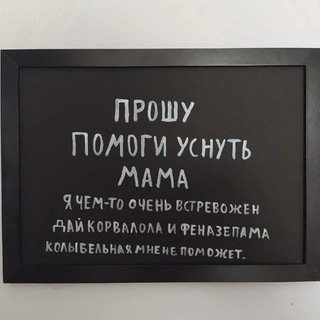 ПРОШУ
ПОМОГИ УСНУТЬ
МАМА
Я ЧЕМ-ТО ОЧЕНЬ ВСТРЕВОЖЕН
ДАЙ КОРВАЛОЛА И ФЕНАЗЕПАМА
КОЛЫБЕЛЬНАЯ МНЕ НЕ ПОМОЖЕТ.